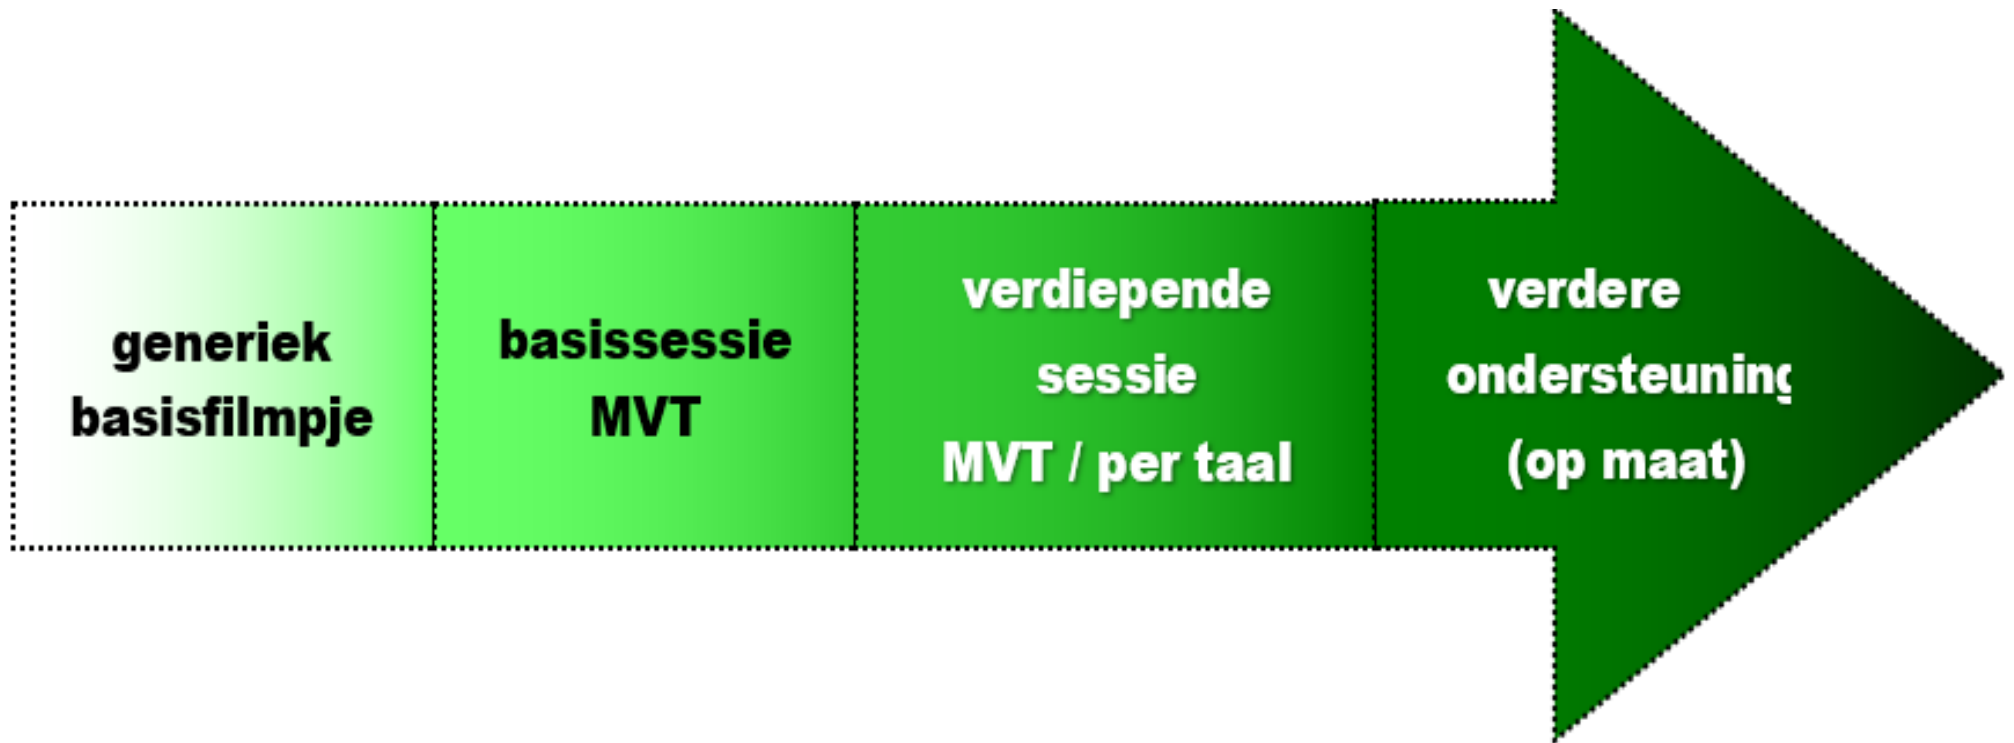 generiek
basisfilmpje
basissessie
MVT
verdiepende
sessie
MVT / per taal
verdere
ondersteuning
(op maat)